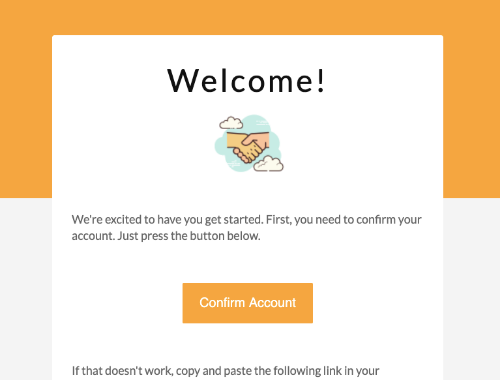 Welcome!
We're excited to have you get started. First, you need to confirm your
account. Just press the button below.
Confirm Account
If that doesn't work, copy and paste the following link in your